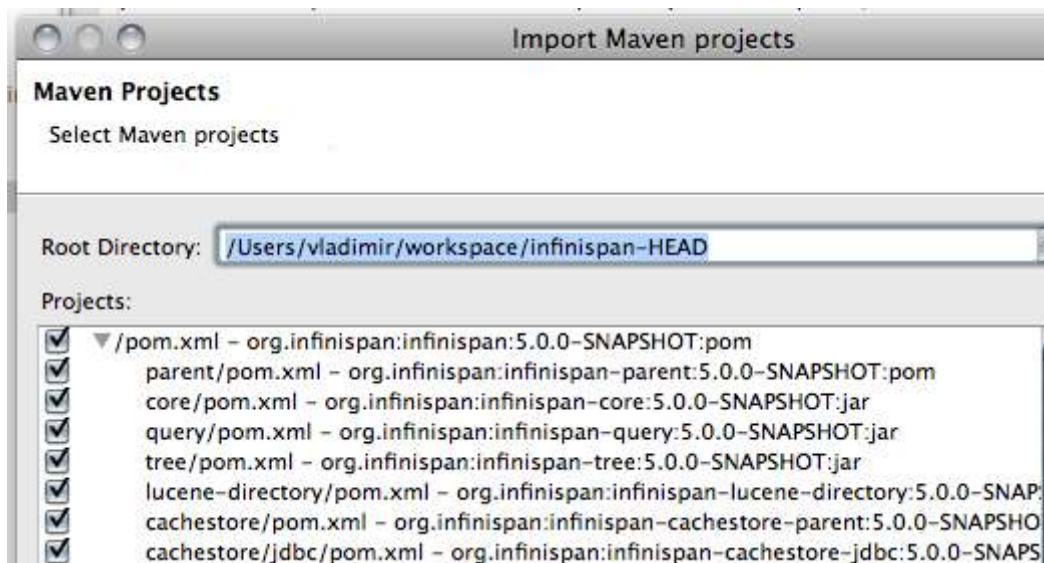 Import Maven projects
Maven Projects
Select Maven projects
Root Directory: /Users/vladimir/workspace/infinispan-HEAD
Projects:
/pom.xml – org.infinispan:infinispan:5.0.0-SNAPSHOT:pom
parent/pom.xml – org.infinispan:infinispan-parent:5.0.0-SNAPSHOT:pom
core/pom.xml – org.infinispan:infinispan-core:5.0.0-SNAPSHOT:jar
query/pom.xml – org.infinispan:infinispan-query:5.0.0-SNAPSHOT:jar
tree/pom.xml – org.infinispan:infinispan-tree:5.0.0-SNAPSHOT:jar
lucene-directory/pom.xml – org.infinispan:infinispan-lucene-directory:5.0.0-SNAP
cachestore/pom.xml – org.infinispan:infinispan-cachestore-parent:5.0.0-SNAPSHO
cachestore/jdbc/pom.xml – org.infinispan:infinispan-cachestore-jdbc:5.0.0-SNAPS